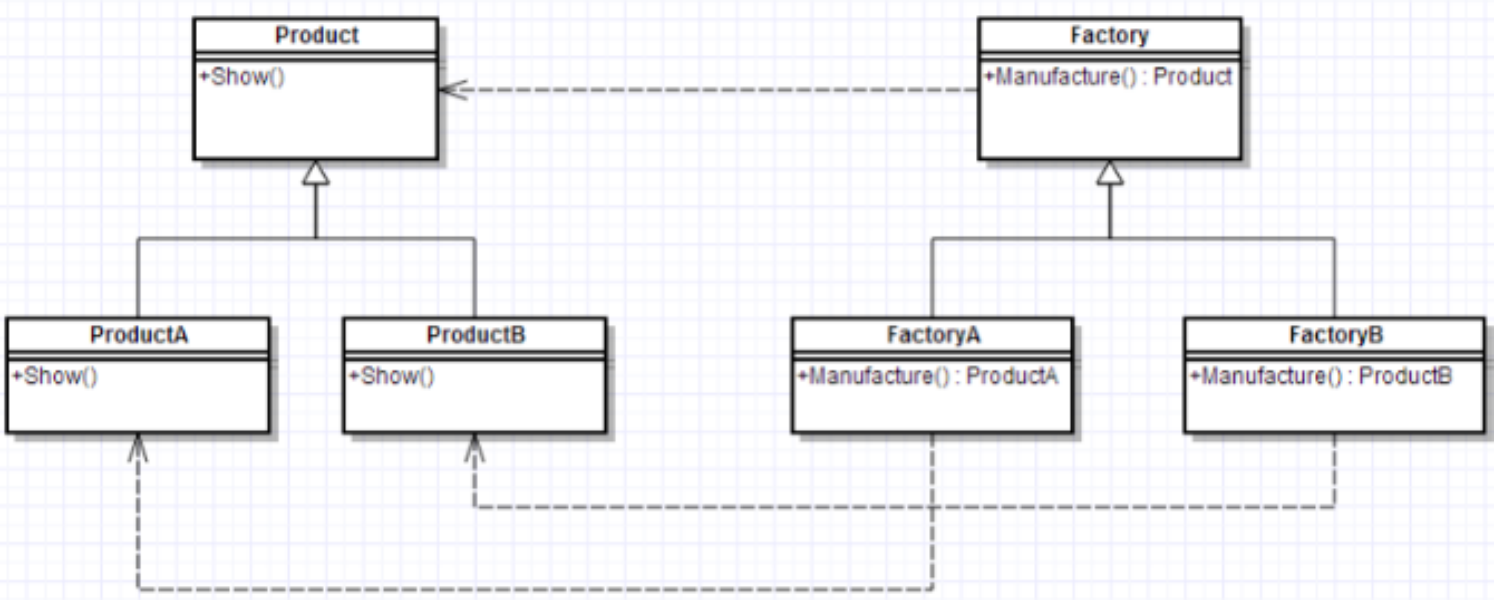 Product
+Show()
Factory
+Manufacture() : Product
ProductA
+Show()
ProductB
+Show()
FactoryA
+Manufacture() : ProductA
FactoryB
+Manufacture() : ProductB